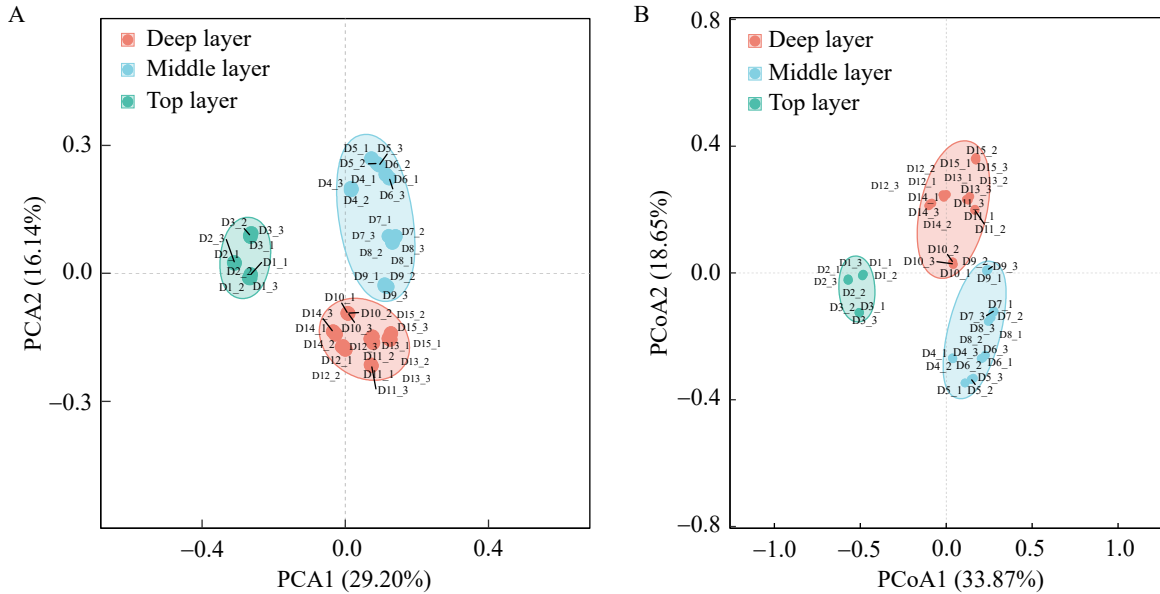 A
Deep layer
Middle layer
Top layer
0.3
0.0
−0.3
PCA2 (16.14%)
D5_1
D5_3
D5_2
D6_2
D4_3
D4_1
D6_1
D4_2
D6_3
D7_1
D7_3
D7_2
D8_2
D8_3
D8_1
D9_1
D9_2
D9_3
D3_2
D2_3
D3_3
D3_1
D2_1
D2_2
D1_1
D1_2
D1_3
D10_1
D14_3
D10_2
D15_2
D14_1
D10_3
D15_3
D14_2
D12_3
D13_1
D15_1
D12_1
D11_2
D13_2
D12_2
D11_1
D13_3
D11_3
−0.4
0.0
0.4
PCA1 (29.20%)
B
Deep layer
Middle layer
Top layer
0.8
0.4
0.0
−0.4
−0.8
PCoA2 (18.65%)
D15_2
D12_2
D15_1
D15_3
D12_1
D13_1
D13_2
D12_3
D14_1
D13_3
D14_3
D11_3
D14_2
D11_1
D11_2
D10_2
D10_3
D9_2
D9_3
D10_1
D9_1
D1_3
D1_1
D2_1
D1_2
D2_3
D2_2
D3_2
D3_1
D3_3
D7_1
D7_3
D7_2
D8_3
D8_1
D8_2
D4_1
D4_3
D6_3
D4_2
D6_2
D6_1
D5_3
D5_1
D5_2
−1.0
−0.5
0.0
0.5
1.0
PCoA1 (33.87%)